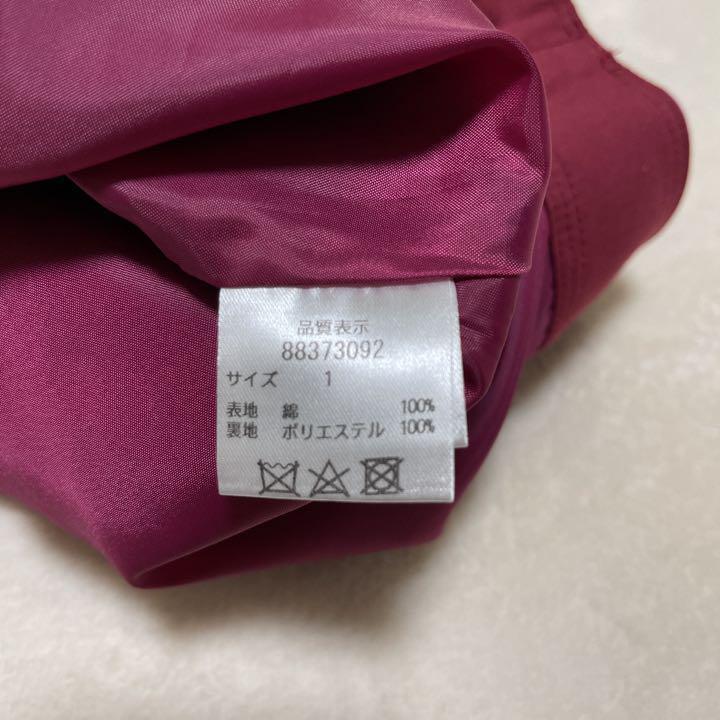 品質表示
88373092
サイズ 1
表地 綿 100%
裏地 ポリエステル 100%